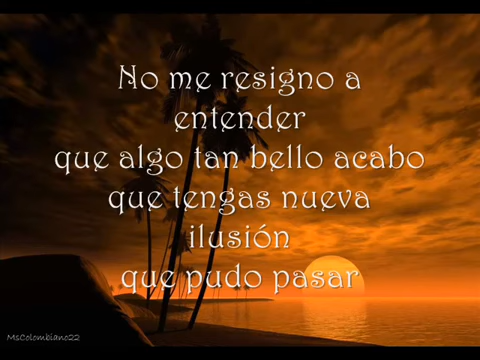 No me resigno a
entender
que algo tan bello acabo
que tengas nueva
ilusión
que pudo pasar
MsColombiano22